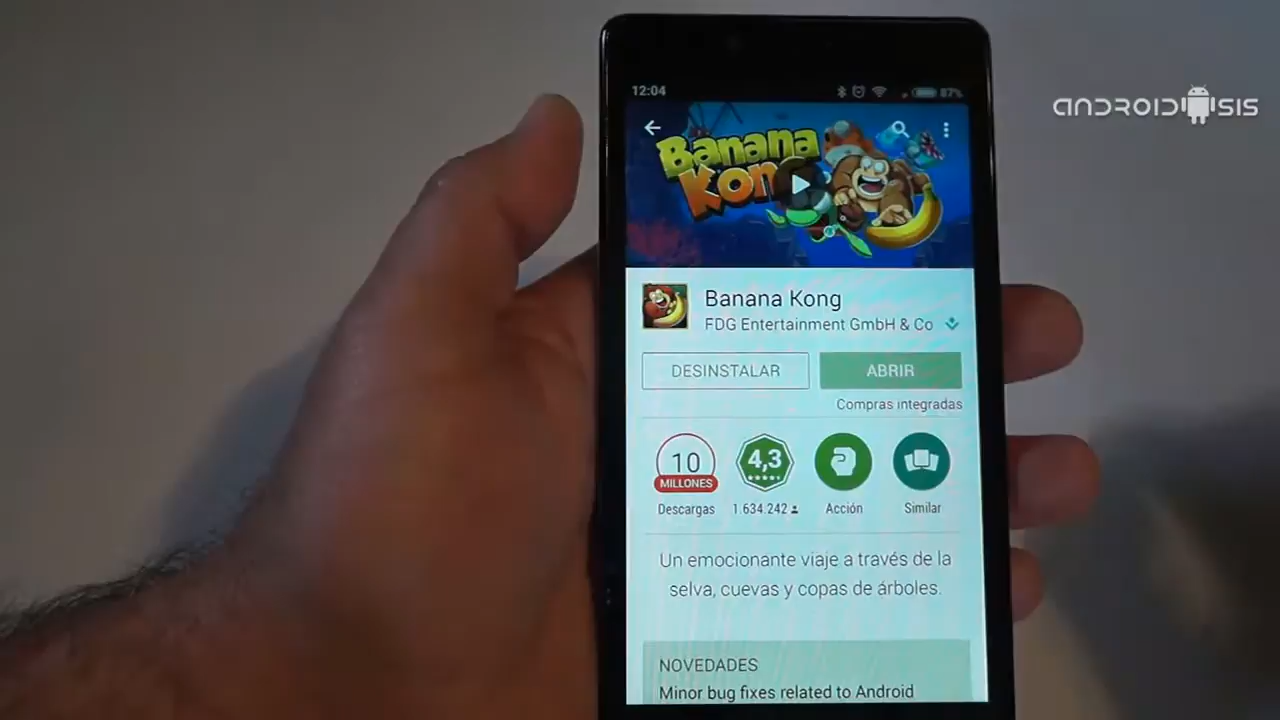 12:04
87%
ANDROIDSIS
Banana
Kong
Banana Kong
FDG Entertainment GmbH & Co
DESINSTALAR
ABRIR
Compras integradas
10
MILLONES
4,3
Descargas
1.634.242
Acción
Similar
Un emocionante viaje a través de la
selva, cuevas y copas de árboles.
NOVEDADES
Minor bug fixes related to Android